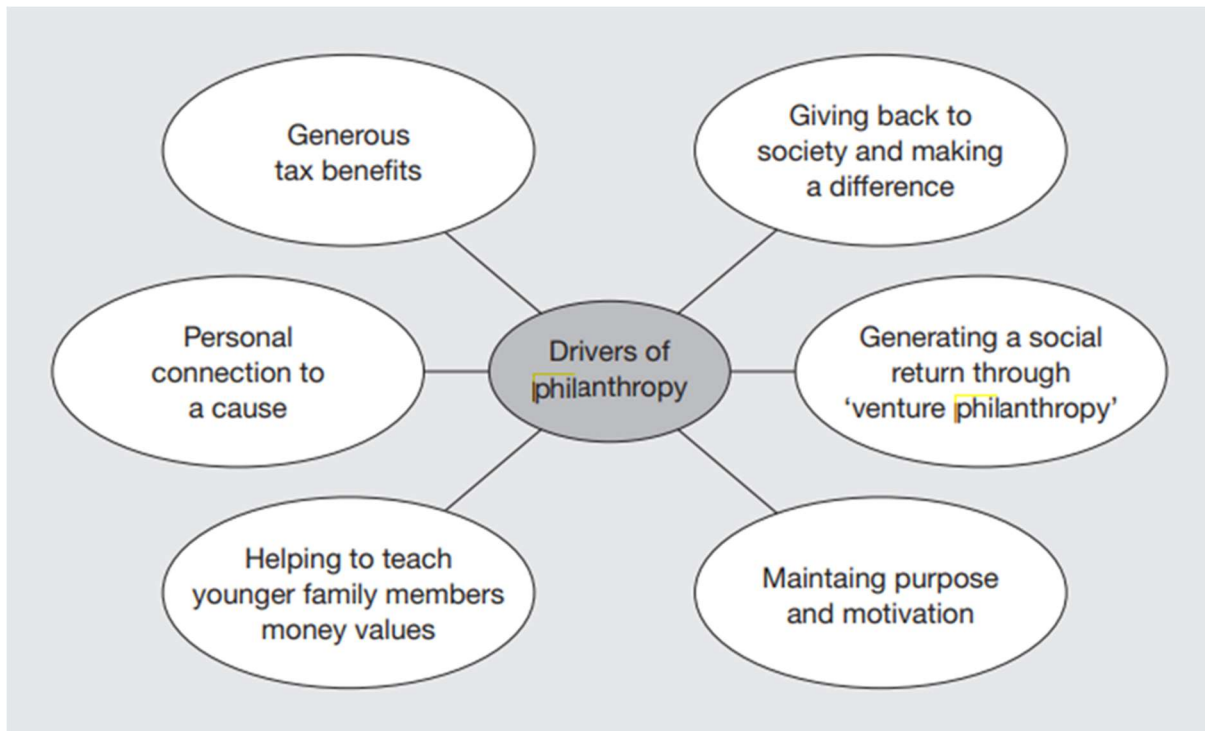 Generous
tax benefits
Giving back to
society and making
a difference
Personal
connection to
a cause
Drivers of
philanthropy
Generating a social
return through
‘venture philanthropy’
Helping to teach
younger family members
money values
Maintaing purpose
and motivation